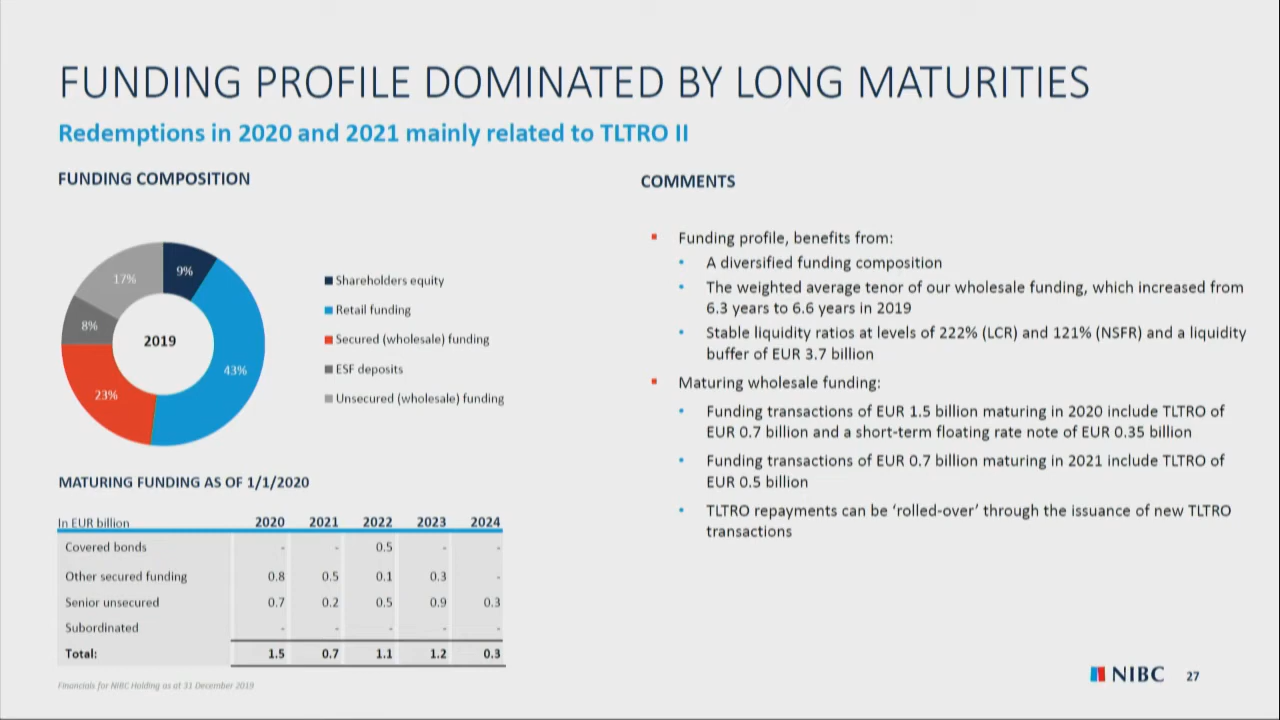 FUNDING PROFILE DOMINATED BY LONG MATURITIES
Redemptions in 2020 and 2021 mainly related to TLTRO II
FUNDING COMPOSITION
9%
43%
23%
8%
17%
2019
Shareholders equity
Retail funding
Secured (wholesale) funding
ESF deposits
Unsecured (wholesale) funding
MATURING FUNDING AS OF 1/1/2020
In EUR billion 2020 2021 2022 2023 2024
Covered bonds - - 0.5 - -
Other secured funding 0.8 0.5 0.1 0.3 -
Senior unsecured 0.7 0.2 0.5 0.9 0.3
Subordinated - - - - -
Total: 1.5 0.7 1.1 1.2 0.3
Financials for NIBC Holding as at 31 December 2019
COMMENTS
Funding profile, benefits from:
A diversified funding composition
The weighted average tenor of our wholesale funding, which increased from
6.3 years to 6.6 years in 2019
Stable liquidity ratios at levels of 222% (LCR) and 121% (NSFR) and a liquidity
buffer of EUR 3.7 billion
Maturing wholesale funding:
Funding transactions of EUR 1.5 billion maturing in 2020 include TLTRO of
EUR 0.7 billion and a short-term floating rate note of EUR 0.35 billion
Funding transactions of EUR 0.7 billion maturing in 2021 include TLTRO of
EUR 0.5 billion
TLTRO repayments can be ‘rolled-over’ through the issuance of new TLTRO
transactions
NIBC 27